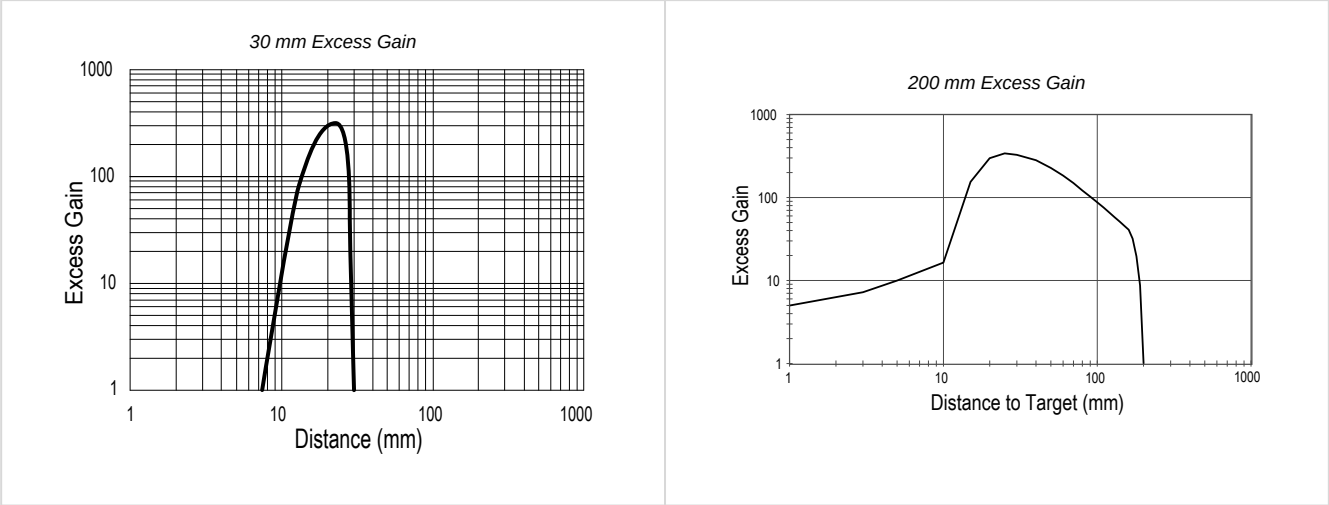 30 mm Excess Gain
1000
100
10
1
Excess Gain
1 10 100 1000
Distance (mm)
200 mm Excess Gain
1000
100
10
1
Excess Gain
1 10 100 1000
Distance to Target (mm)